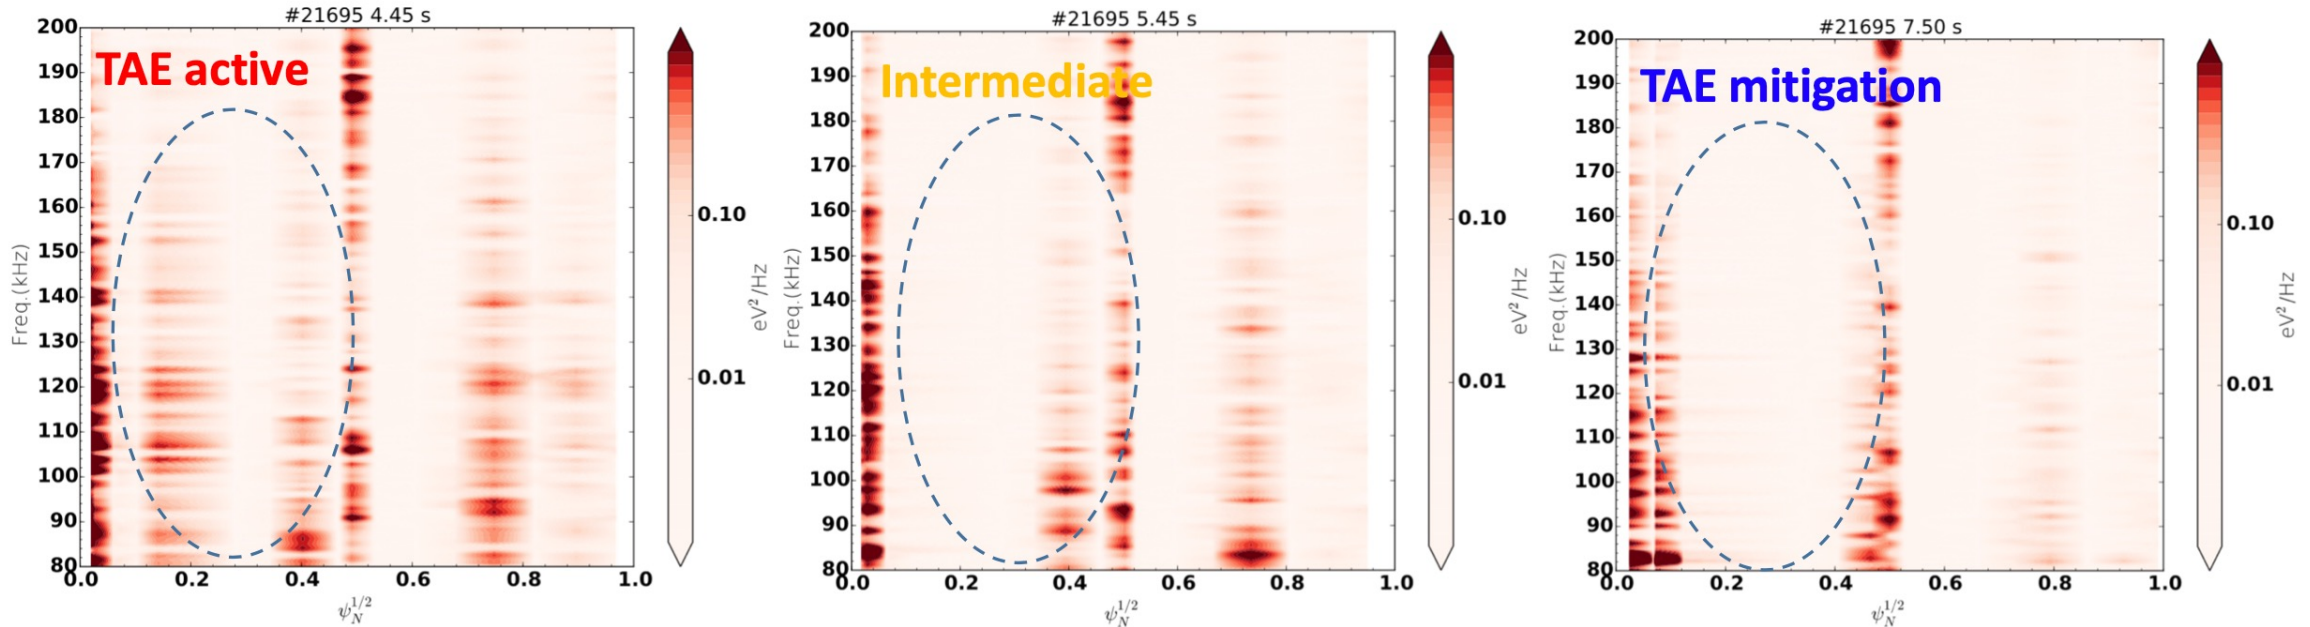 #21695 4.45 s
TAE active
200
190
180
170
160
150
140
130
120
110
100
90
80
Freq.(kHz)
0.0 0.2 0.4 0.6 0.8 1.0
ψ_N^{1/2}
0.10
0.01
eV²/Hz
#21695 5.45 s
Intermediate
200
190
180
170
160
150
140
130
120
110
100
90
80
Freq.(kHz)
0.0 0.2 0.4 0.6 0.8 1.0
ψ_N^{1/2}
0.10
0.01
eV²/Hz
#21695 7.50 s
TAE mitigation
200
190
180
170
160
150
140
130
120
110
100
90
80
Freq.(kHz)
0.0 0.2 0.4 0.6 0.8 1.0
ψ_N^{1/2}
0.10
0.01
eV²/Hz